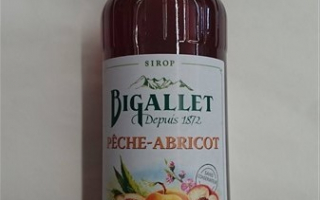 SIROP
BIGALLET
Depuis 1872
PÊCHE-ABRICOT